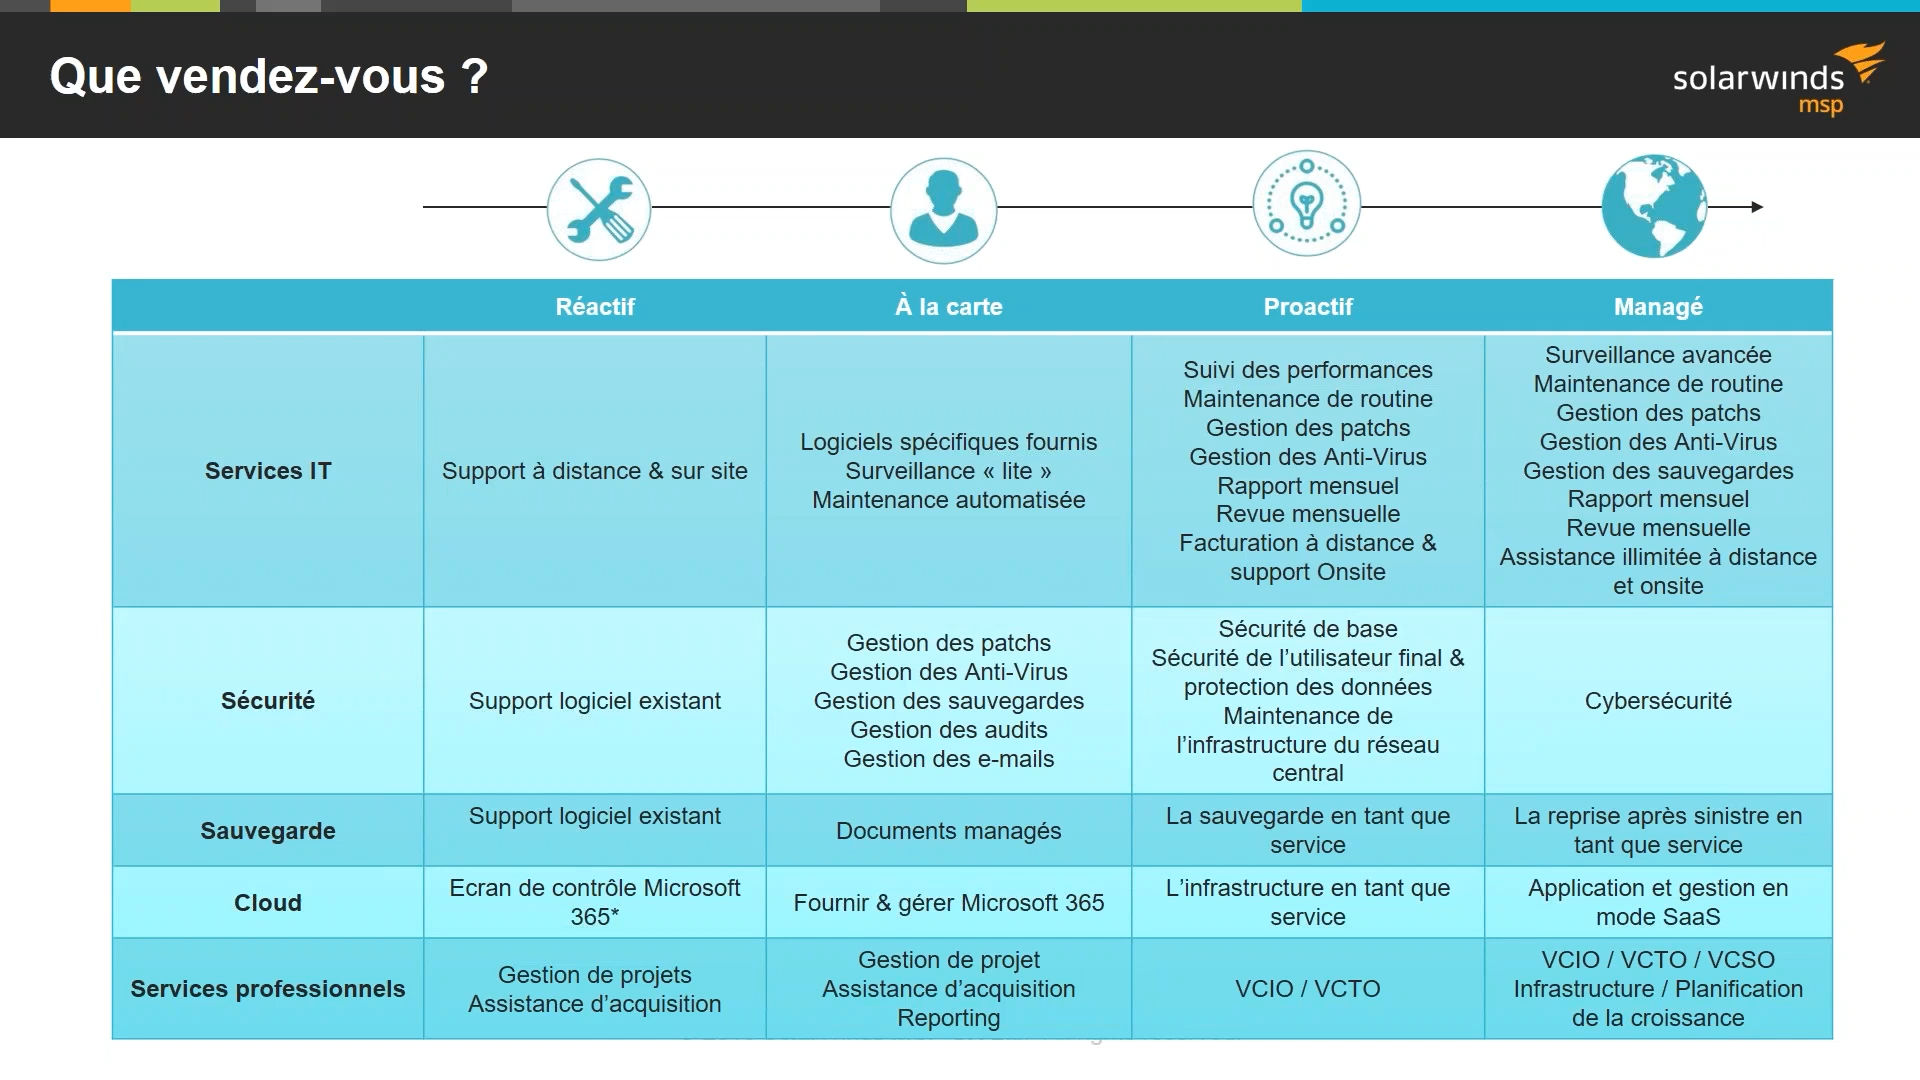 Que vendez-vous ?
solarwinds
msp
Réactif
À la carte
Proactif
Managé
Services IT
Support à distance & sur site
Logiciels spécifiques fournis
Surveillance « lite »
Maintenance automatisée
Suivi des performances
Maintenance de routine
Gestion des patchs
Gestion des Anti-Virus
Rapport mensuel
Revue mensuelle
Facturation à distance &
support Onsite
Surveillance avancée
Maintenance de routine
Gestion des patchs
Gestion des Anti-Virus
Gestion des sauvegardes
Rapport mensuel
Revue mensuelle
Assistance illimitée à distance
et onsite
Sécurité
Support logiciel existant
Gestion des patchs
Gestion des Anti-Virus
Gestion des sauvegardes
Gestion des audits
Gestion des e-mails
Sécurité de base
Sécurité de l’utilisateur final &
protection des données
Maintenance de
l’infrastructure du réseau
central
Cybersécurité
Sauvegarde
Support logiciel existant
Documents managés
La sauvegarde en tant que
service
La reprise après sinistre en
tant que service
Cloud
Ecran de contrôle Microsoft
365*
Fournir & gérer Microsoft 365
L’infrastructure en tant que
service
Application et gestion en
mode SaaS
Services professionnels
Gestion de projets
Assistance d’acquisition
Gestion de projet
Assistance d’acquisition
Reporting
VCIO / VCTO
VCIO / VCTO / VCSO
Infrastructure / Planification
de la croissance